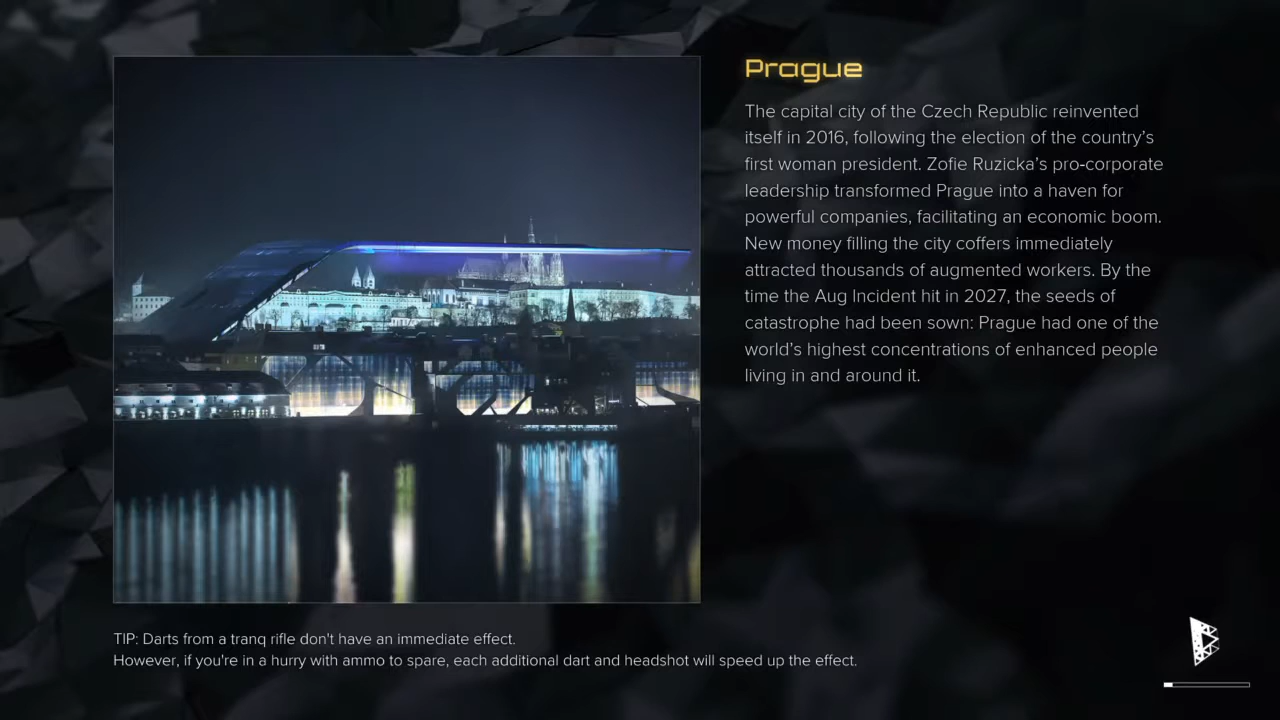 Prague
The capital city of the Czech Republic reinvented
itself in 2016, following the election of the country's
first woman president. Zofie Ruzicka's pro-corporate
leadership transformed Prague into a haven for
powerful companies, facilitating an economic boom.
New money filling the city coffers immediately
attracted thousands of augmented workers. By the
time the Aug Incident hit in 2027, the seeds of
catastrophe had been sown: Prague had one of the
world's highest concentrations of enhanced people
living in and around it.
TIP: Darts from a tranq rifle don't have an immediate effect.
However, if you're in a hurry with ammo to spare, each additional dart and headshot will speed up the effect.